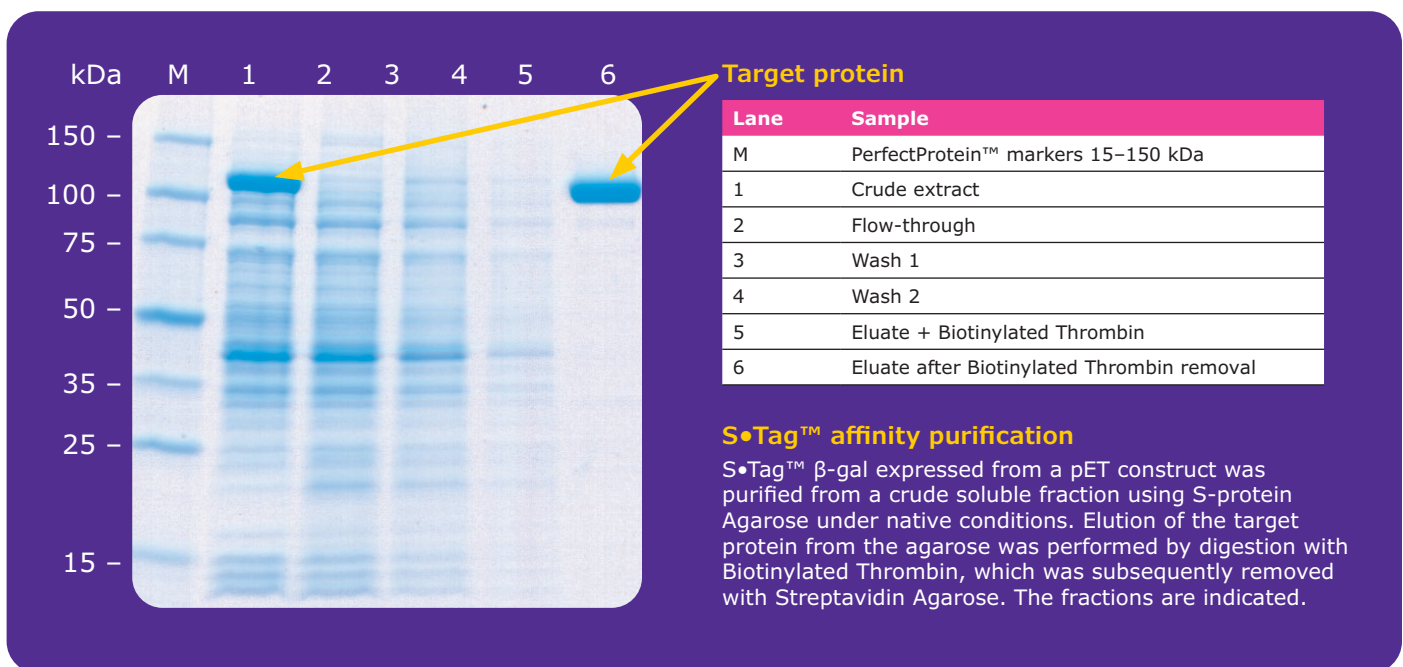 kDa M 1 2 3 4 5 6
150 –
100 –
75 –
50 –
35 –
25 –
15 –
Target protein
Lane Sample
M PerfectProtein™ markers 15–150 kDa
1 Crude extract
2 Flow-through
3 Wash 1
4 Wash 2
5 Eluate + Biotinylated Thrombin
6 Eluate after Biotinylated Thrombin removal
S●Tag™ affinity purification
S●Tag™ β-gal expressed from a pET construct was
purified from a crude soluble fraction using S-protein
Agarose under native conditions. Elution of the target
protein from the agarose was performed by digestion with
Biotinylated Thrombin, which was subsequently removed
with Streptavidin Agarose. The fractions are indicated.